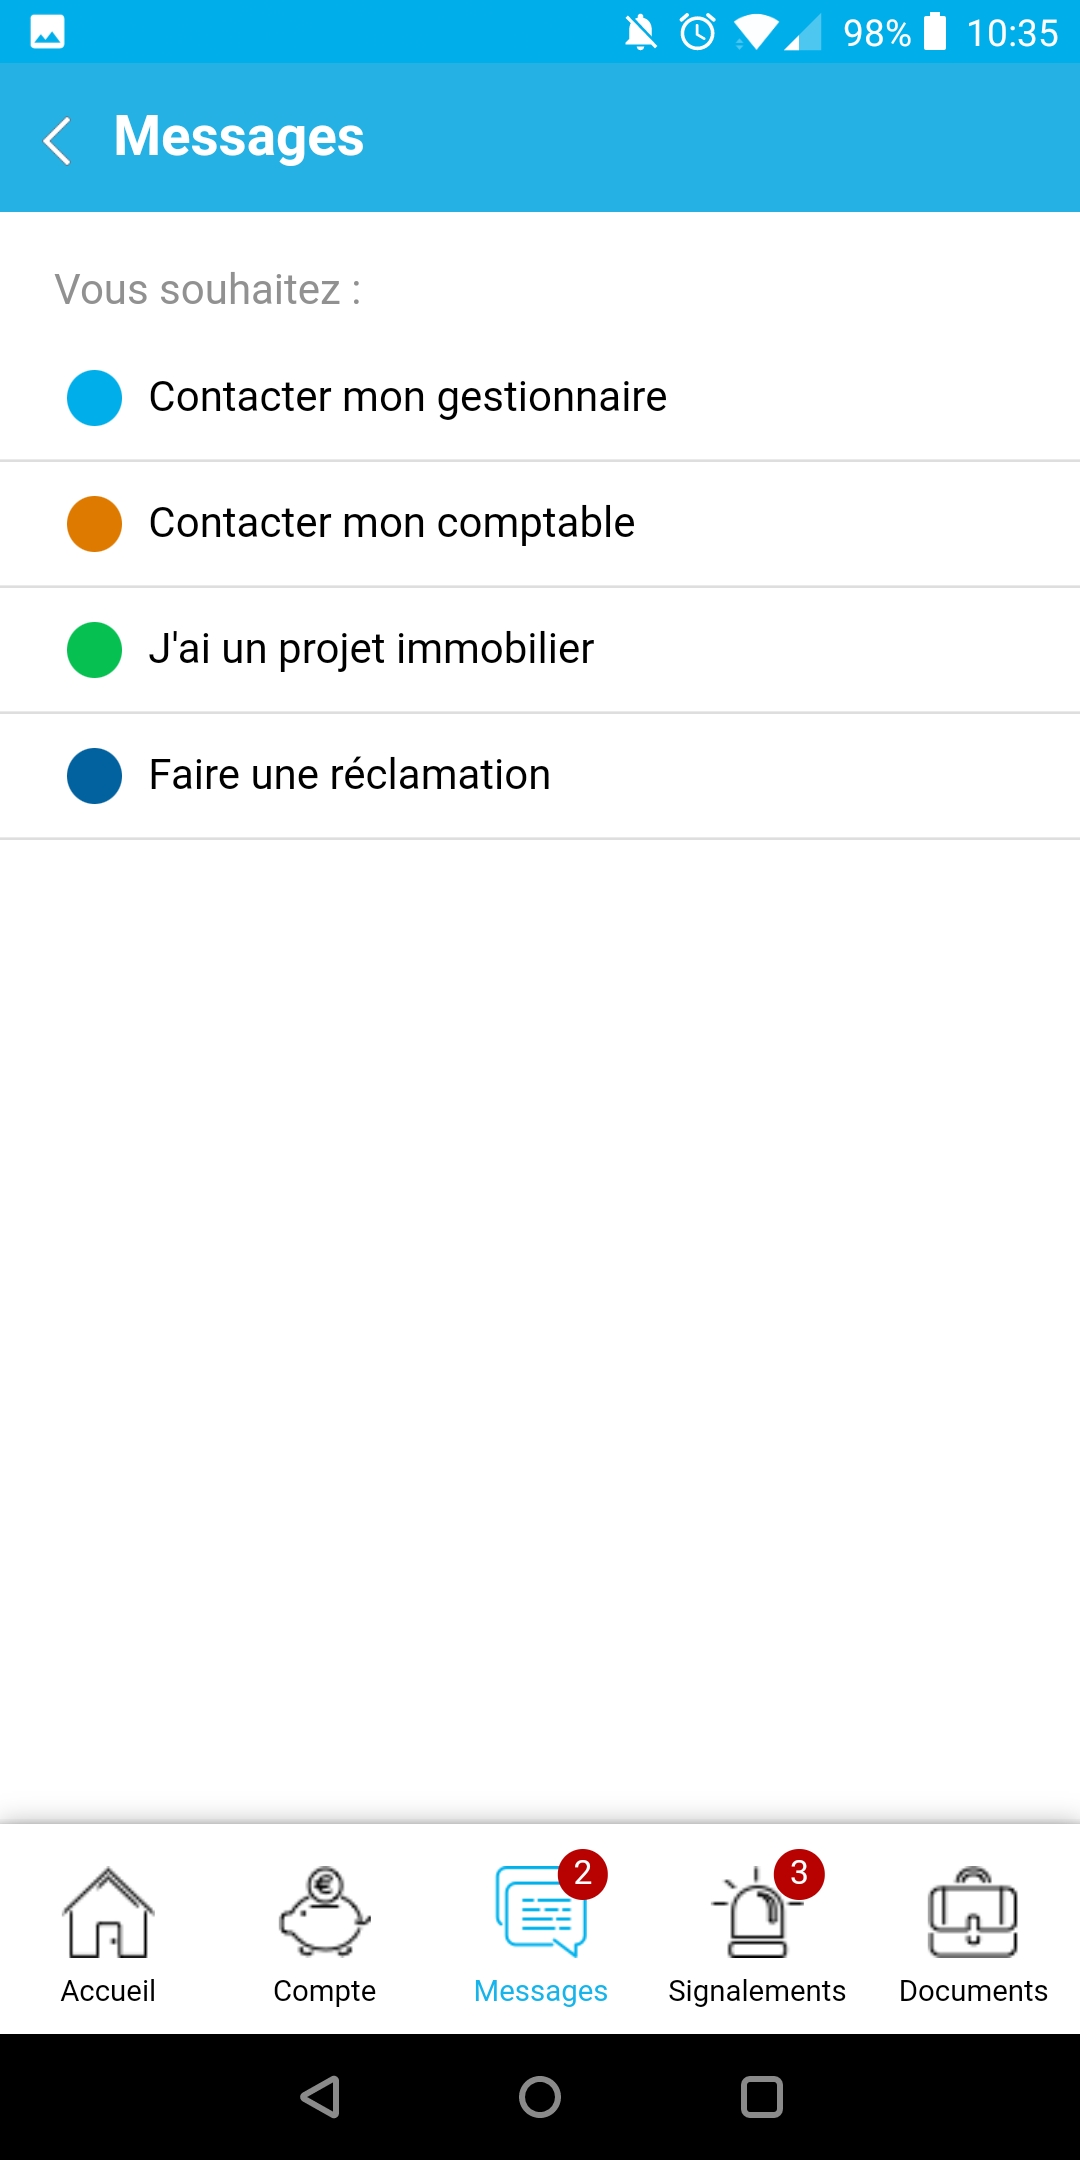 98% 10:35
Messages
Vous souhaitez :
Contacter mon gestionnaire
Contacter mon comptable
J'ai un projet immobilier
Faire une réclamation
2 3
€
Accueil Compte Messages Signalements Documents